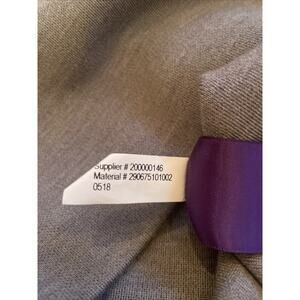 Supplier # 200000146
Material # 290675101002
0518